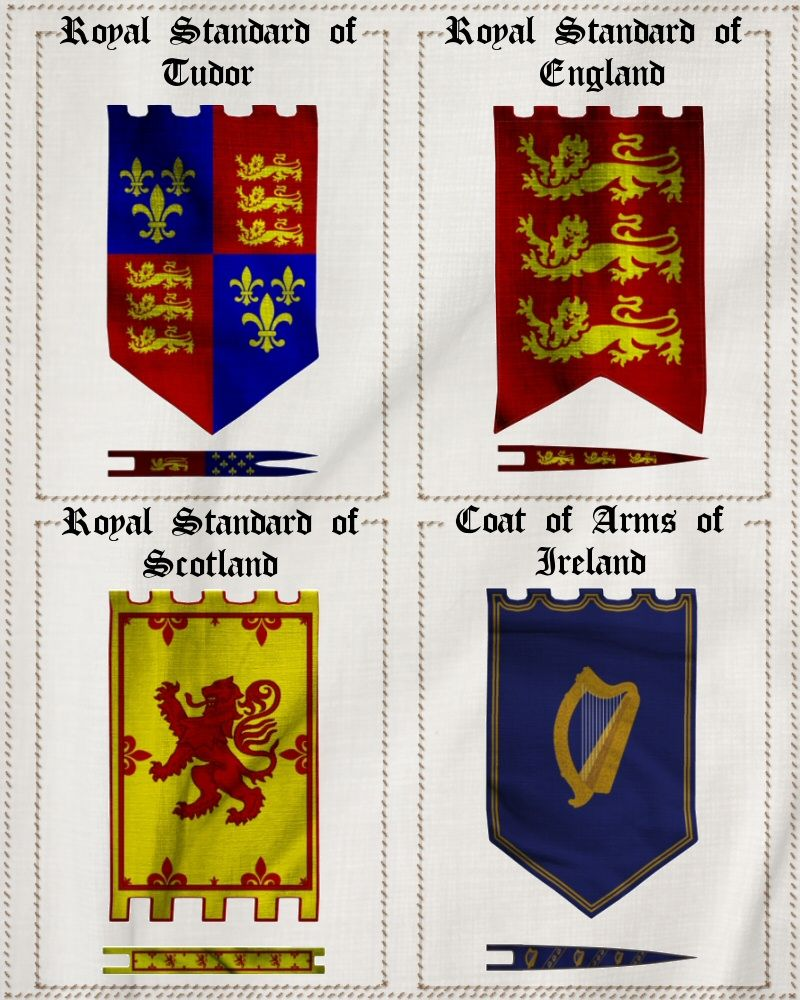 Royal Standard of
Tudor
Royal Standard of
England
Royal Standard of
Scotland
Coat of Arms of
Ireland